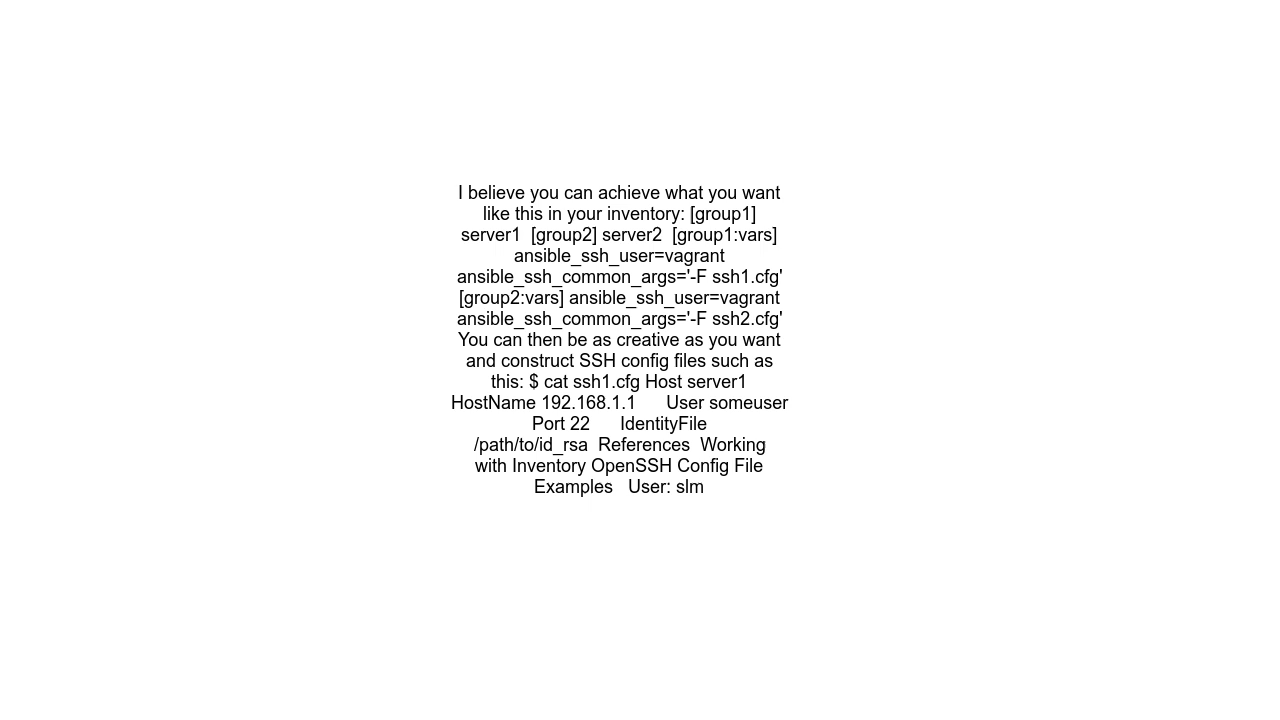 I believe you can achieve what you want
like this in your inventory: [group1]
server1  [group2] server2  [group1:vars]
ansible_ssh_user=vagrant
ansible_ssh_common_args='-F ssh1.cfg'
[group2:vars] ansible_ssh_user=vagrant
ansible_ssh_common_args='-F ssh2.cfg'
You can then be as creative as you want
and construct SSH config files such as
this: $ cat ssh1.cfg Host server1
HostName 192.168.1.1      User someuser
Port 22      IdentityFile
/path/to/id_rsa  References  Working
with Inventory OpenSSH Config File
Examples   User: slm